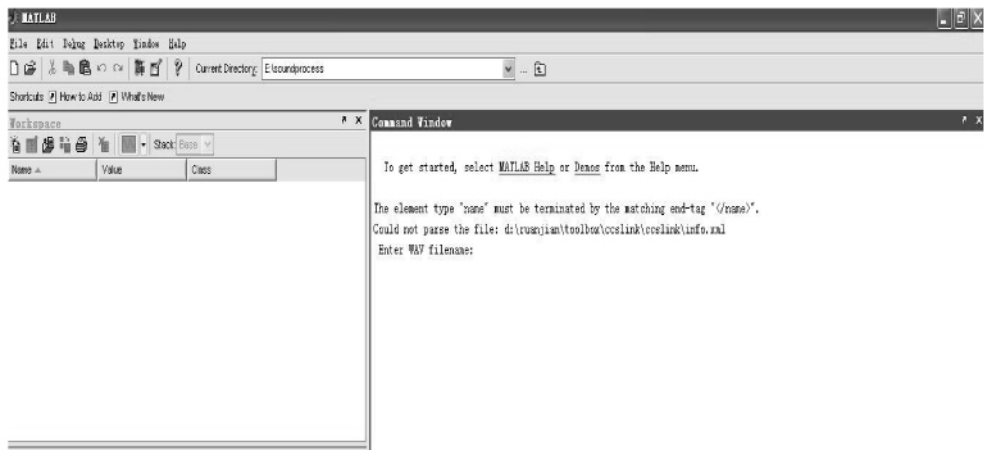 MATLAB
File Edit Debug Desktop Window Help
Current Directory: E:\soundprocess
Shortcuts How to Add What's New
Workspace
Stack: Base
Name Value Class
Command Window
To get started, select MATLAB Help or Demos from the Help menu.
The element type "name" must be terminated by the matching end-tag "</name>".
Could not parse the file: d:\ruanjian\toolbox\ccslink\ccslink\info.xml
Enter WAV filename: